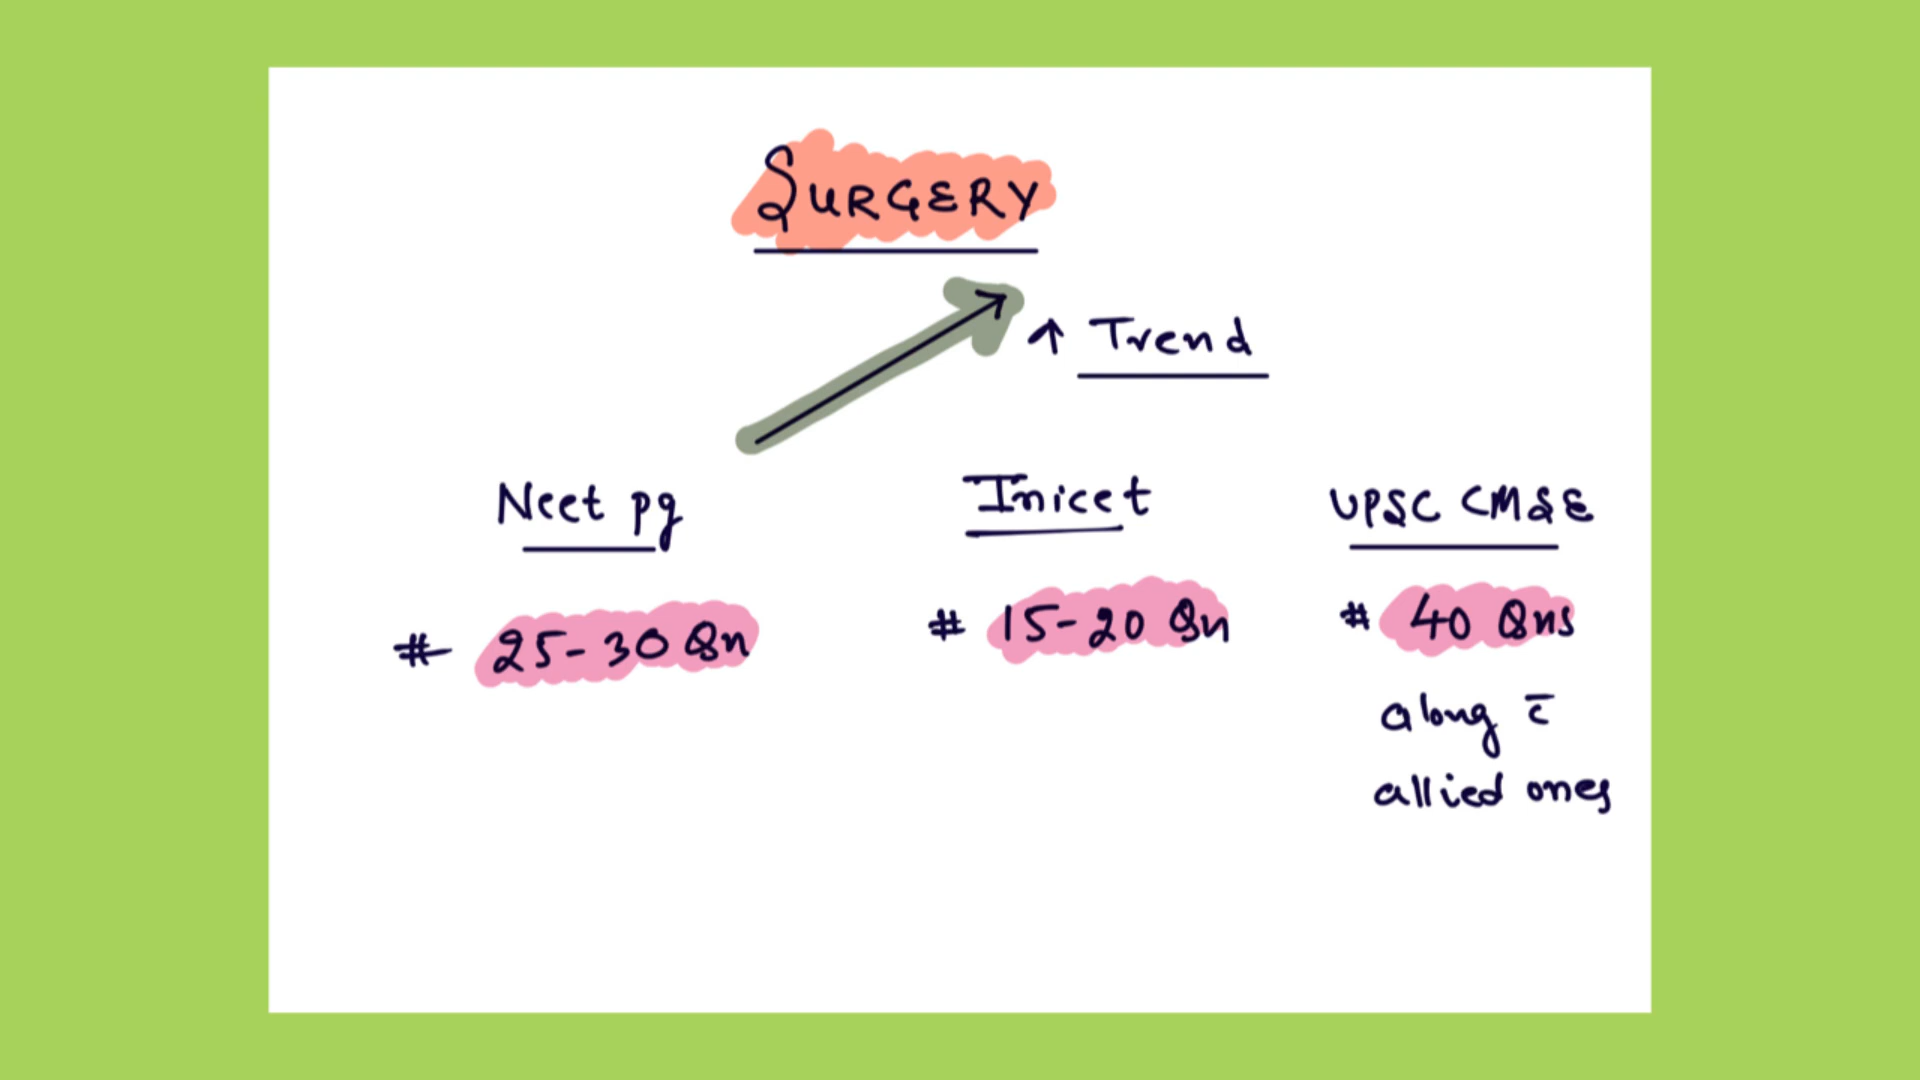 SURGERY
↑ Trend
Neet pg
Inicet
UPSC CMSE
# 25-30 Qn
# 15-20 Qn
# 40 Qns
along c̄
allied ones